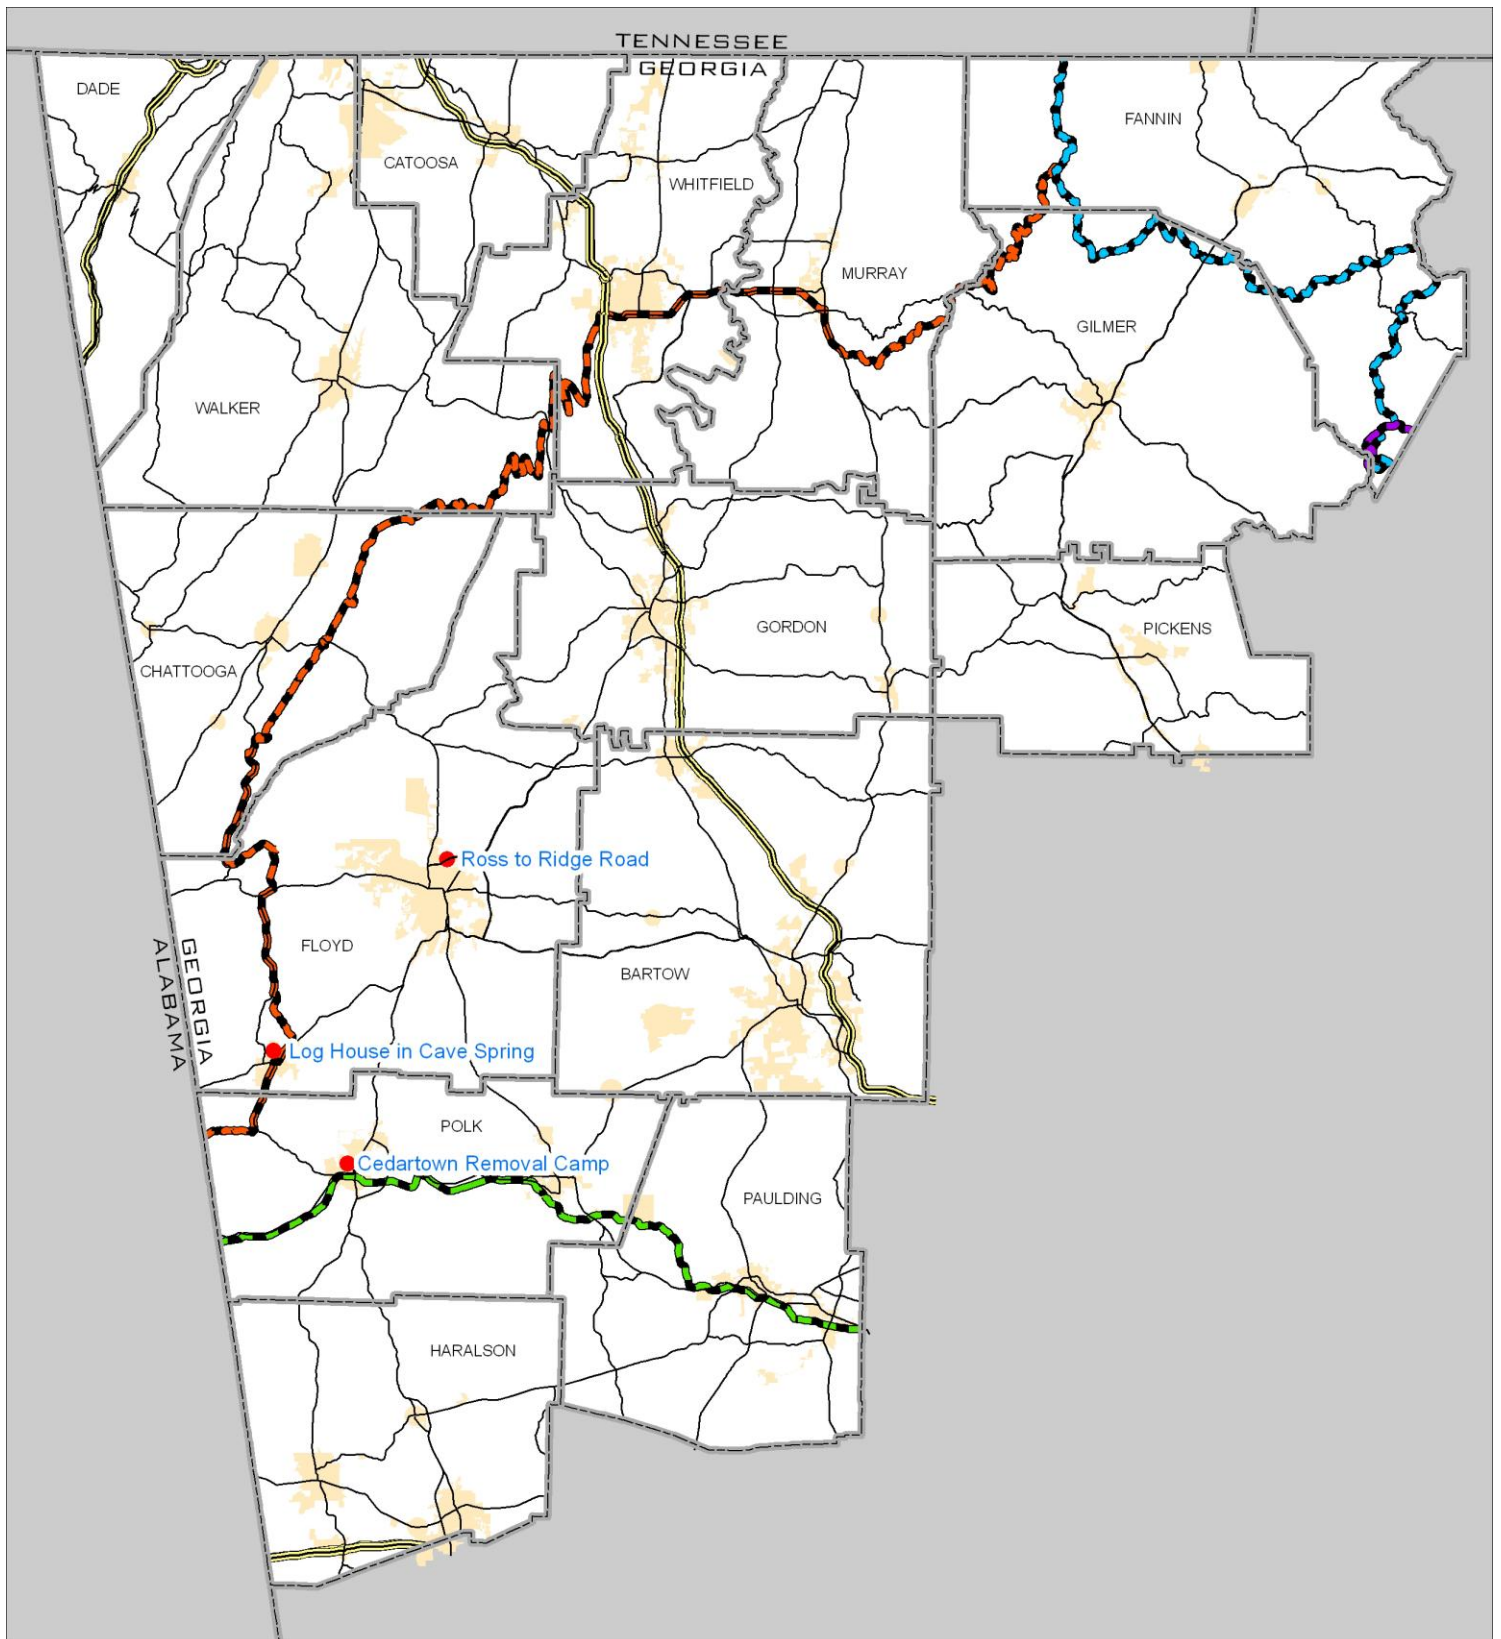 TENNESSEE
GEORGIA
DADE
FANNIN
CATOOSA
WHITFIELD
MURRAY
GILMER
WALKER
GORDON
PICKENS
CHATTOOGA
Ross to Ridge Road
FLOYD
GEORGIA
ALABAMA
BARTOW
Log House in Cave Spring
POLK
Cedartown Removal Camp
PAULDING
HARALSON